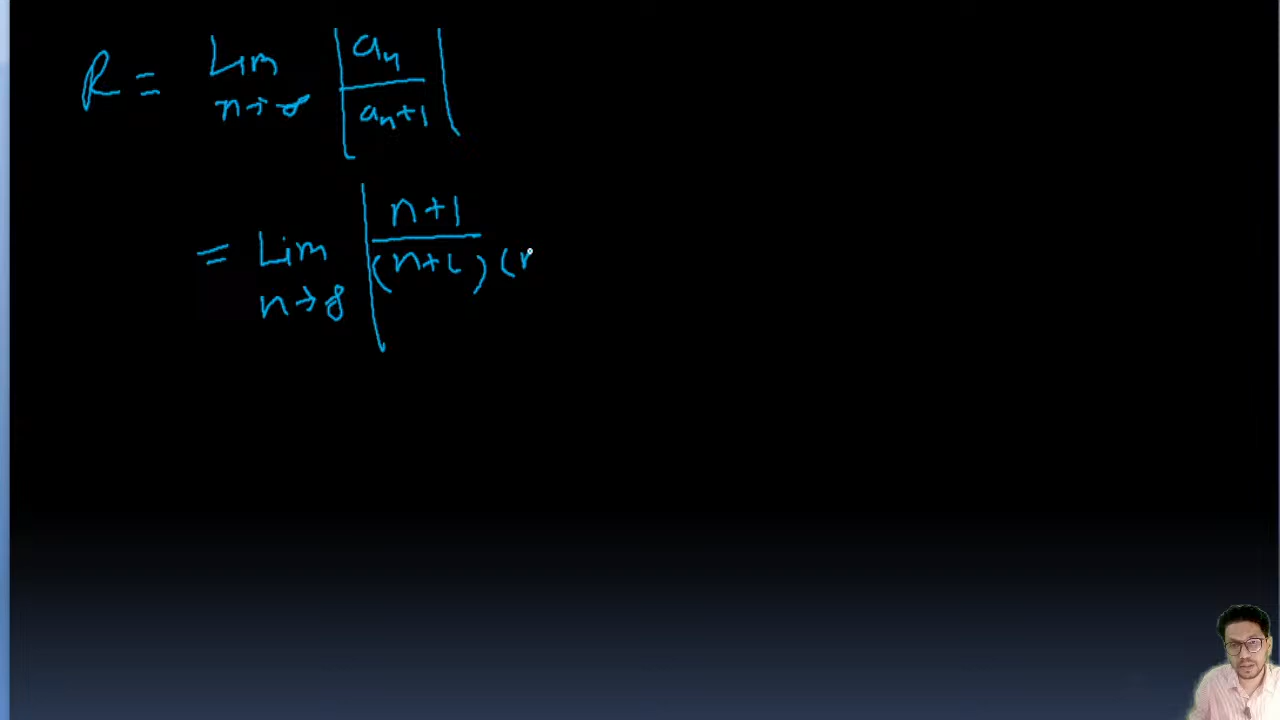 R = Lim n→∞ | an / an+1 |
= Lim n→∞ | n+1 / (n+2) (